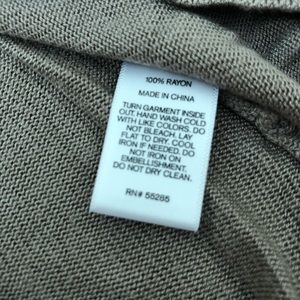 100% RAYON
MADE IN CHINA
TURN GARMENT INSIDE
OUT. HAND WASH COLD
WITH LIKE COLORS. DO
NOT BLEACH. LAY
FLAT TO DRY. COOL
IRON IF NEEDED. DO
NOT IRON ON
EMBELLISHMENT.
DO NOT DRY CLEAN.
RN# 55285